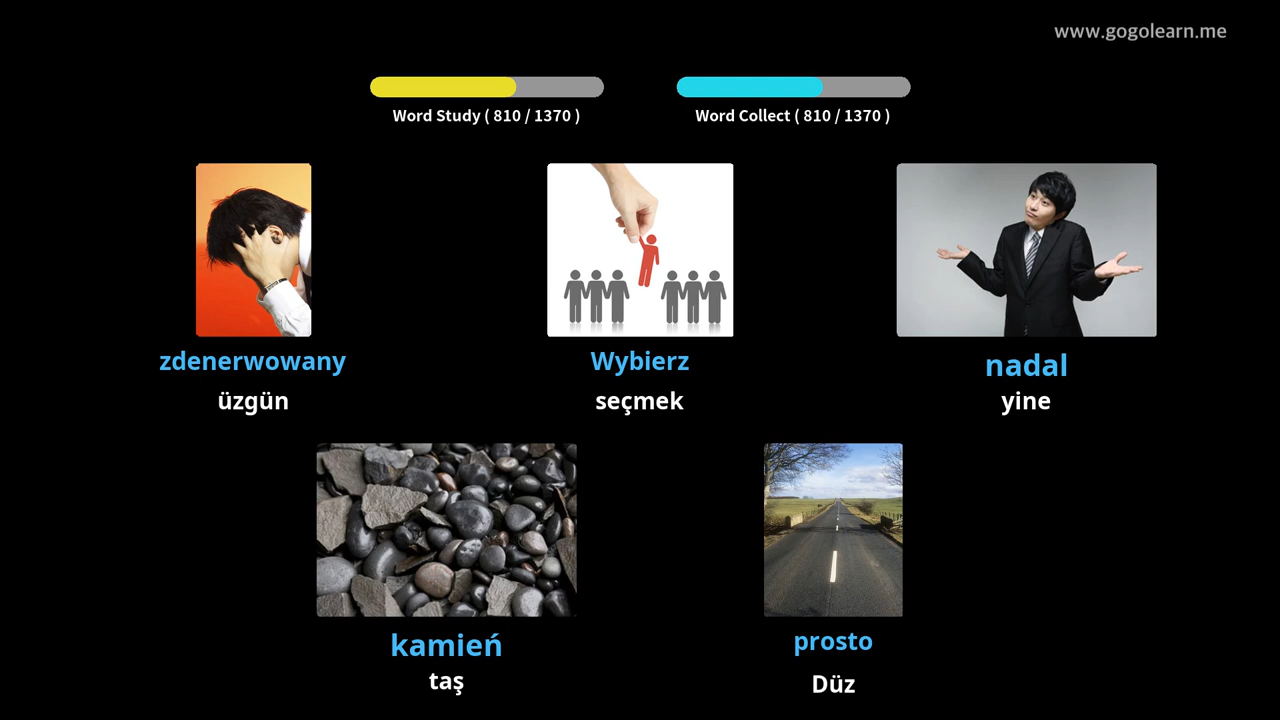 www.gogolearn.me
Word Study ( 810 / 1370 )
Word Collect ( 810 / 1370 )
zdenerwowany
üzgün
Wybierz
seçmek
nadal
yine
kamień
taş
prosto
Düz